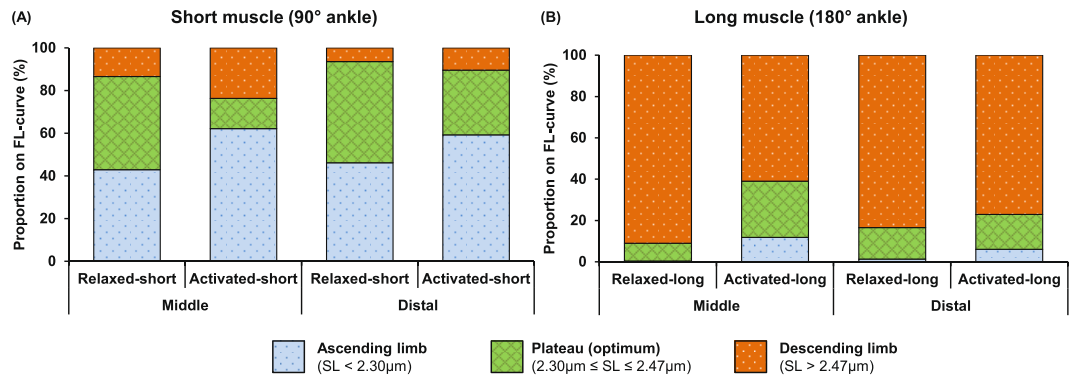 (A)
Short muscle (90° ankle)
Proportion on FL-curve (%)
100
80
60
40
20
0
Relaxed-short Activated-short Relaxed-short Activated-short
Middle Distal
(B)
Long muscle (180° ankle)
Proportion on FL-curve (%)
100
80
60
40
20
0
Relaxed-long Activated-long Relaxed-long Activated-long
Middle Distal
Ascending limb
(SL < 2.30μm)
Plateau (optimum)
(2.30μm ≤ SL ≤ 2.47μm)
Descending limb
(SL > 2.47μm)